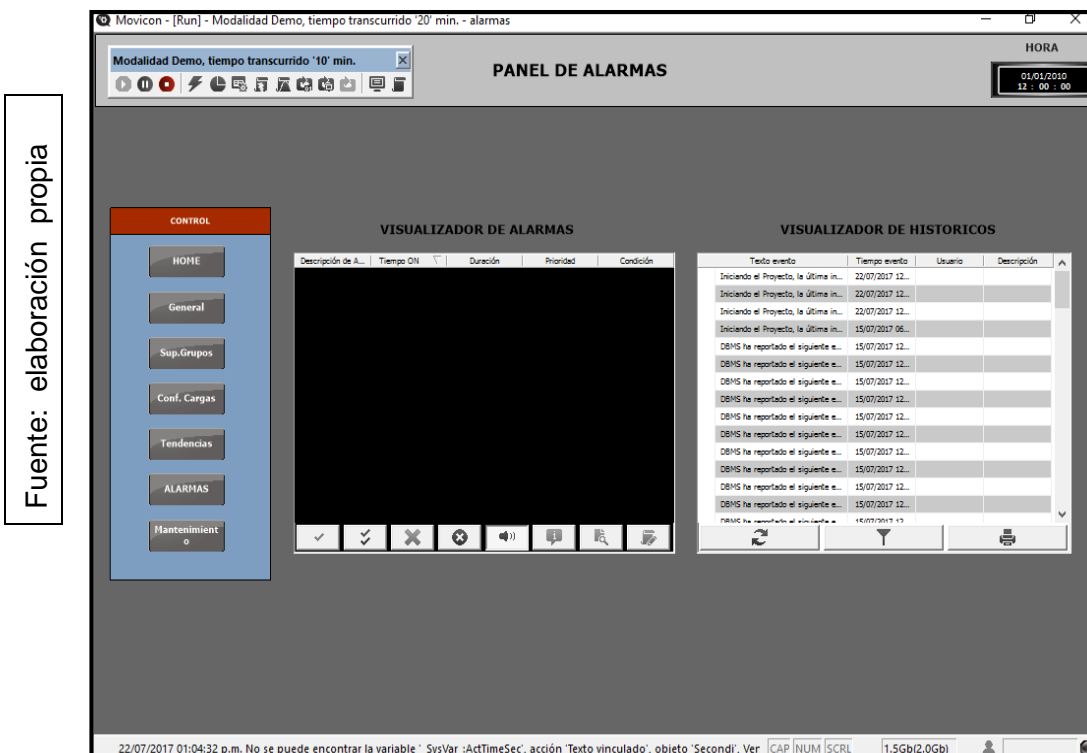 Movicon - [Run] - Modalidad Demo, tiempo transcurrido '20' min. - alarmas
Modalidad Demo, tiempo transcurrido '10' min.
PANEL DE ALARMAS
HORA
01/01/2010
12 : 00 : 00
Fuente: elaboración propia
CONTROL
HOME
General
Sup.Grupos
Conf. Cargas
Tendencias
ALARMAS
Mantenimient
o
VISUALIZADOR DE ALARMAS
Descripción de A... Tiempo ON Duración Prioridad Condición
VISUALIZADOR DE HISTORICOS
Texto evento Tiempo evento Usuario Descripción
Iniciando el Proyecto, la última in... 22/07/2017 12...
Iniciando el Proyecto, la última in... 22/07/2017 12...
Iniciando el Proyecto, la última in... 22/07/2017 12...
Iniciando el Proyecto, la última in... 15/07/2017 06...
DBMS ha reportado el siguiente e... 15/07/2017 12...
DBMS ha reportado el siguiente e... 15/07/2017 12...
DBMS ha reportado el siguiente e... 15/07/2017 12...
DBMS ha reportado el siguiente e... 15/07/2017 12...
DBMS ha reportado el siguiente e... 15/07/2017 12...
DBMS ha reportado el siguiente e... 15/07/2017 12...
DBMS ha reportado el siguiente e... 15/07/2017 12...
DBMS ha reportado el siguiente e... 15/07/2017 12...
DBMS ha reportado el siguiente e... 15/07/2017 12...
DBMS ha reportado el siguiente e... 15/07/2017 12...
DBMS ha reportado el siguiente e... 15/07/2017 12...
22/07/2017 01:04:32 p.m. No se puede encontrar la variable '_SysVar_:ActTimeSec', acción 'Texto vinculado', objeto 'Secondi', Ver CAP NUM SCRL 1.5Gb(2.0Gb)